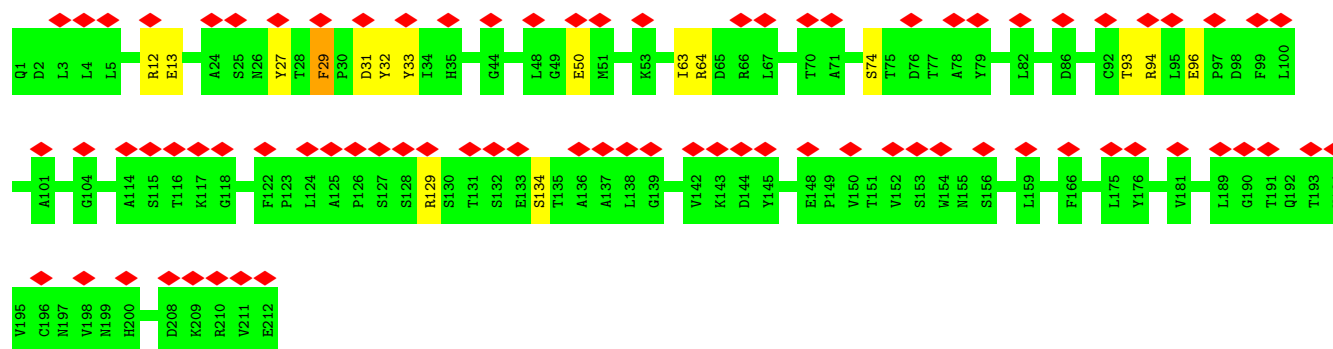 Q1 D2 L3 L4 L5 R12 E13 A24 S25 N26 Y27 T28 F29 P30 D31 Y32 Y33 I34 H35 G44 L48 G49 E50 M51 K53 I63 R64 D65 R66 L67 T70 A71 S74 T75 D76 T77 A78 Y79 L82 D86 C92 T93 R94 L95 E96 P97 D98 F99 L100
A101 G104 A114 S115 T116 K117 G118 F122 P123 L124 A125 P126 S127 S128 R129 S130 T131 S132 E133 S134 T135 A136 A137 L138 G139 V142 K143 D144 Y145 E148 P149 V150 T151 V152 S153 W154 N155 S156 L159 F166 L175 Y176 V181 L189 G190 T191 Q192 T193
V195 C196 N197 V198 N199 H200 D208 K209 R210 V211 E212